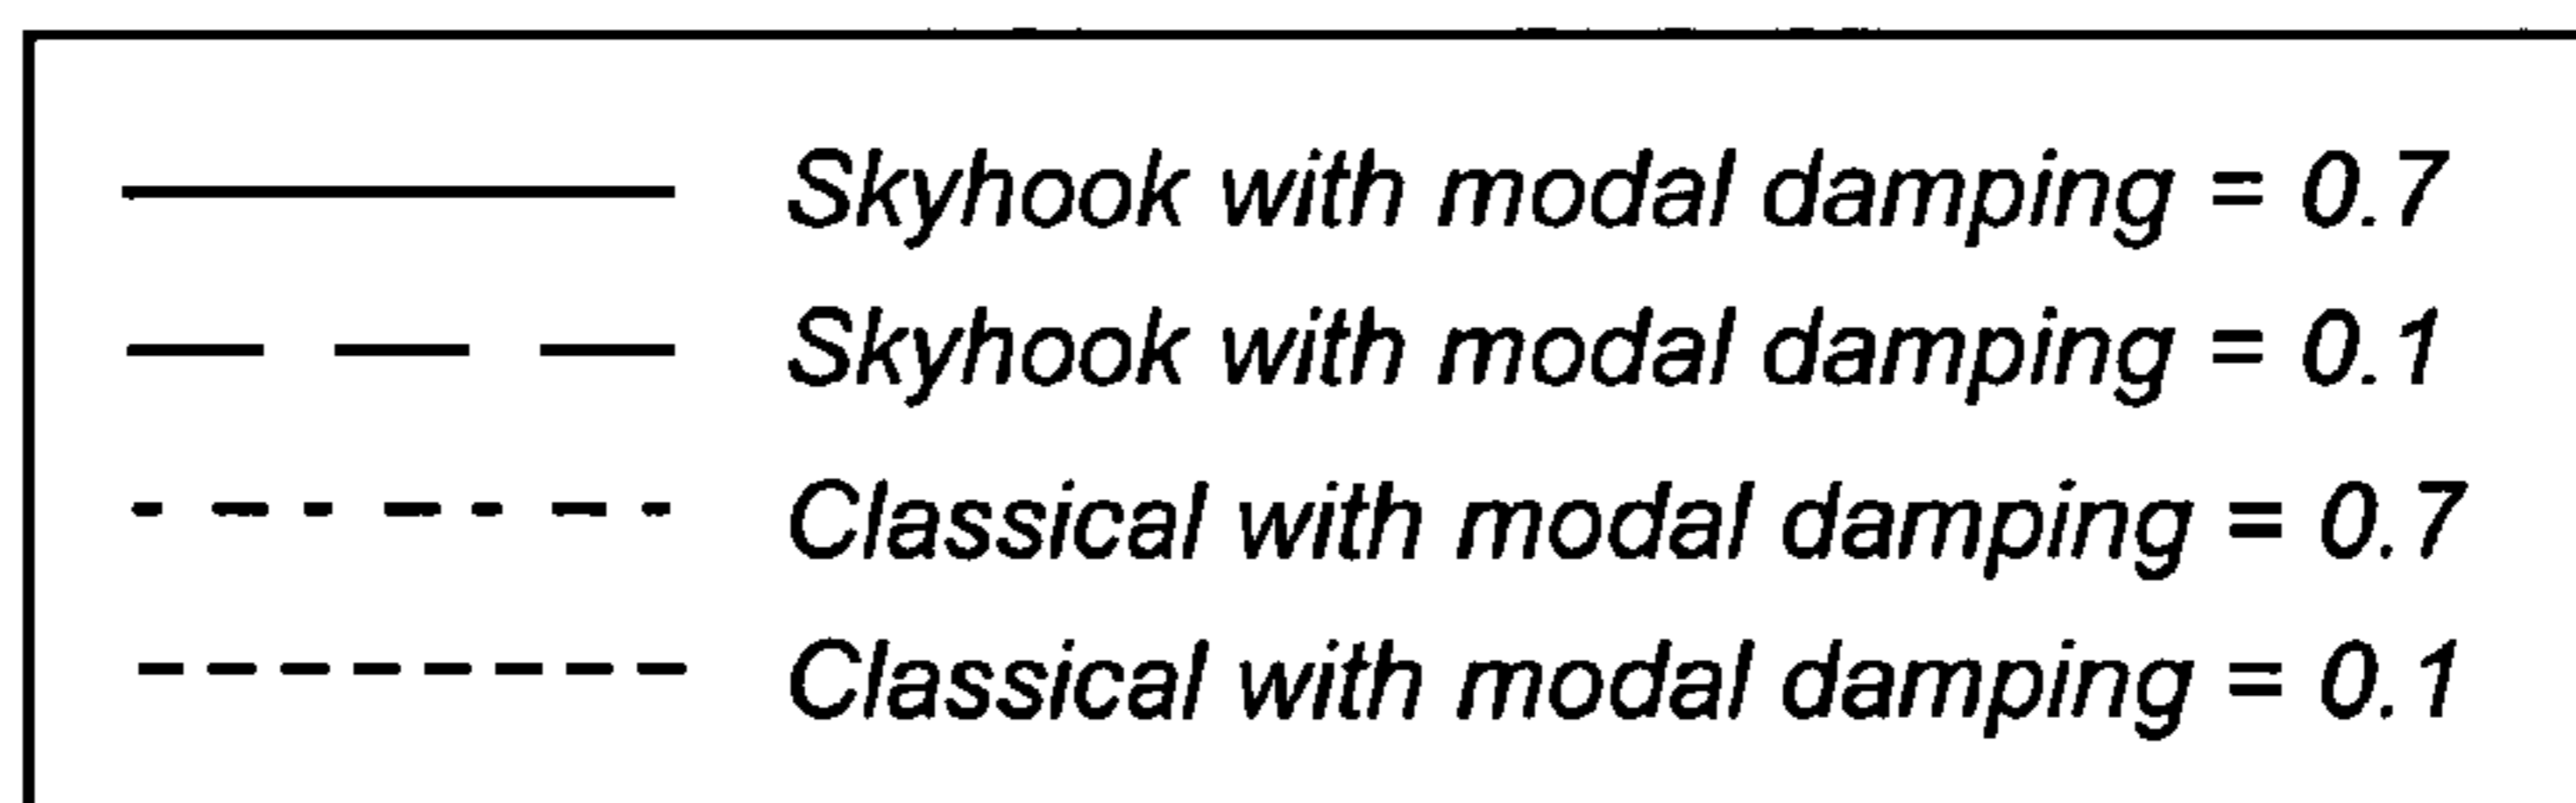 Skyhook with modal damping = 0.7
Skyhook with modal damping = 0.1
Classical with modal damping = 0.7
Classical with modal damping = 0.1